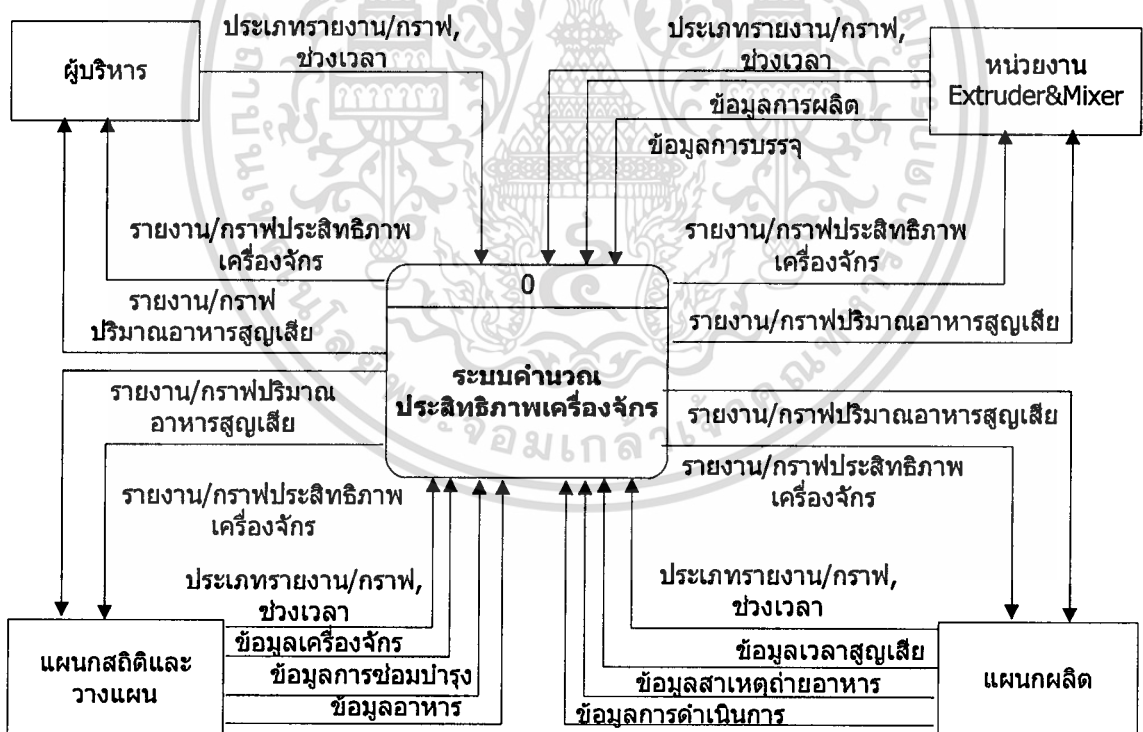 ประเภทรายงาน/กราฟ,
ช่วงเวลา
ผู้บริหาร
ประเภทรายงาน/กราฟ,
ช่วงเวลา
ข้อมูลการผลิต
ข้อมูลการบรรจุ
หน่วยงาน
Extruder&Mixer
รายงาน/กราฟประสิทธิภาพ
เครื่องจักร
รายงาน/กราฟ
ปริมาณอาหารสูญเสีย
รายงาน/กราฟประสิทธิภาพ
เครื่องจักร
รายงาน/กราฟปริมาณอาหารสูญเสีย
0
ระบบคำนวณ
ประสิทธิภาพเครื่องจักร
รายงาน/กราฟปริมาณ
อาหารสูญเสีย
รายงาน/กราฟประสิทธิภาพ
เครื่องจักร
รายงาน/กราฟปริมาณอาหารสูญเสีย
รายงาน/กราฟประสิทธิภาพ
เครื่องจักร
ประเภทรายงาน/กราฟ,
ช่วงเวลา
ข้อมูลเครื่องจักร
ข้อมูลการซ่อมบำรุง
ข้อมูลอาหาร
แผนกสถิติและ
วางแผน
ประเภทรายงาน/กราฟ,
ช่วงเวลา
ข้อมูลเวลาสูญเสีย
ข้อมูลสาเหตุถ่ายอาหาร
ข้อมูลการดำเนินการ
แผนกผลิต